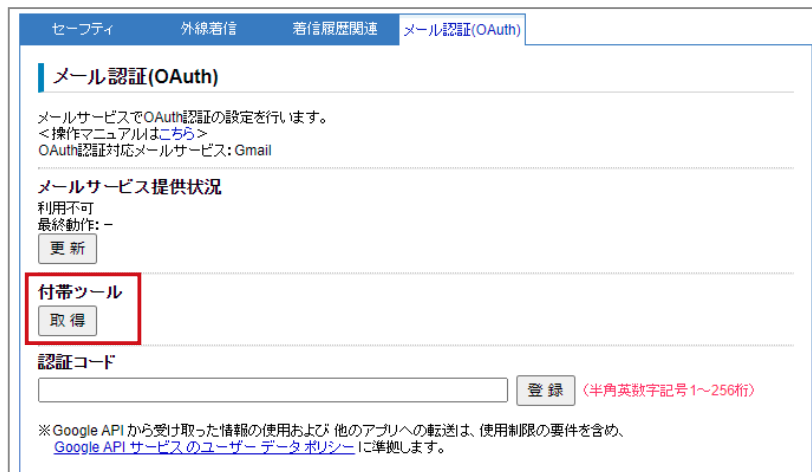 セーフティ 外線着信 着信履歴関連 メール認証(OAuth)
メール認証(OAuth)
メールサービスでOAuth認証の設定を行います。
<操作マニュアルはこちら>
OAuth認証対応メールサービス: Gmail
メールサービス提供状況
利用不可
最終動作: −
更新
付帯ツール
取得
認証コード
登録 (半角英数字記号1～256桁)
※Google APIから受け取った情報の使用および他のアプリへの転送は、使用制限の要件を含め、
Google API サービスのユーザー データ ポリシー に準拠します。